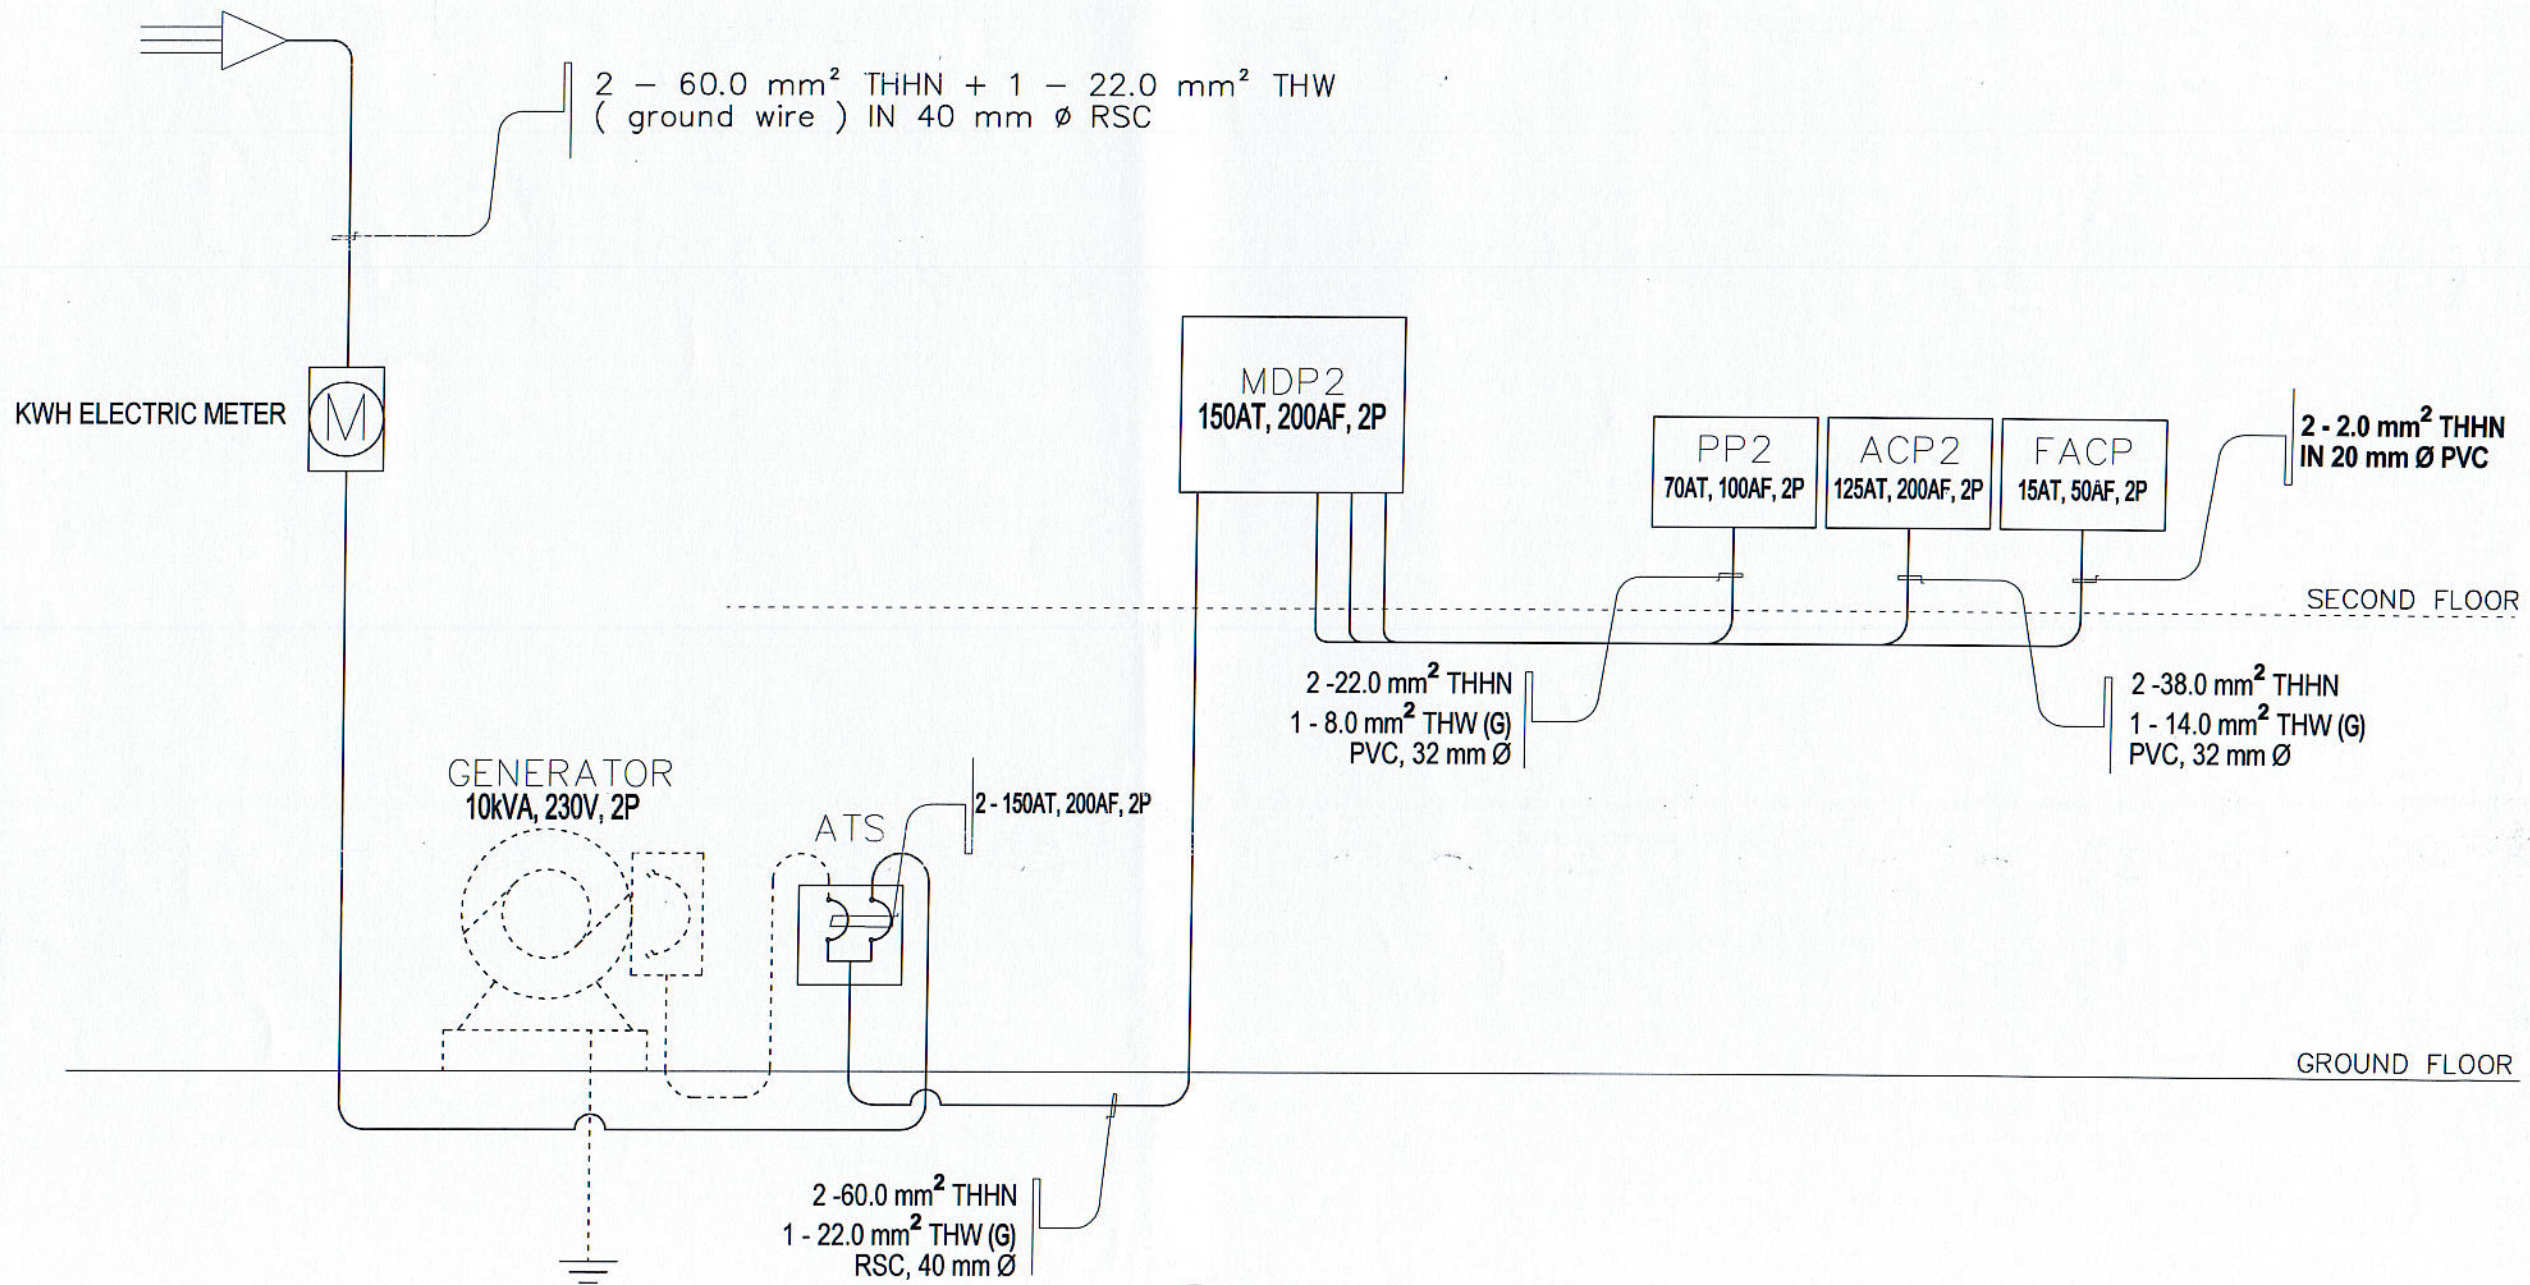 2 - 60.0 mm² THHN + 1 - 22.0 mm² THW
( ground wire ) IN 40 mm ø RSC
KWH ELECTRIC METER
M
MDP2
150AT, 200AF, 2P
PP2
70AT, 100AF, 2P
ACP2
125AT, 200AF, 2P
FACP
15AT, 50AF, 2P
2 - 2.0 mm² THHN
IN 20 mm Ø PVC
SECOND FLOOR
2 -22.0 mm² THHN
1 - 8.0 mm² THW (G)
PVC, 32 mm Ø
2 -38.0 mm² THHN
1 - 14.0 mm² THW (G)
PVC, 32 mm Ø
GENERATOR
10kVA, 230V, 2P
ATS
2 - 150AT, 200AF, 2P
GROUND FLOOR
2 -60.0 mm² THHN
1 - 22.0 mm² THW (G)
RSC, 40 mm Ø